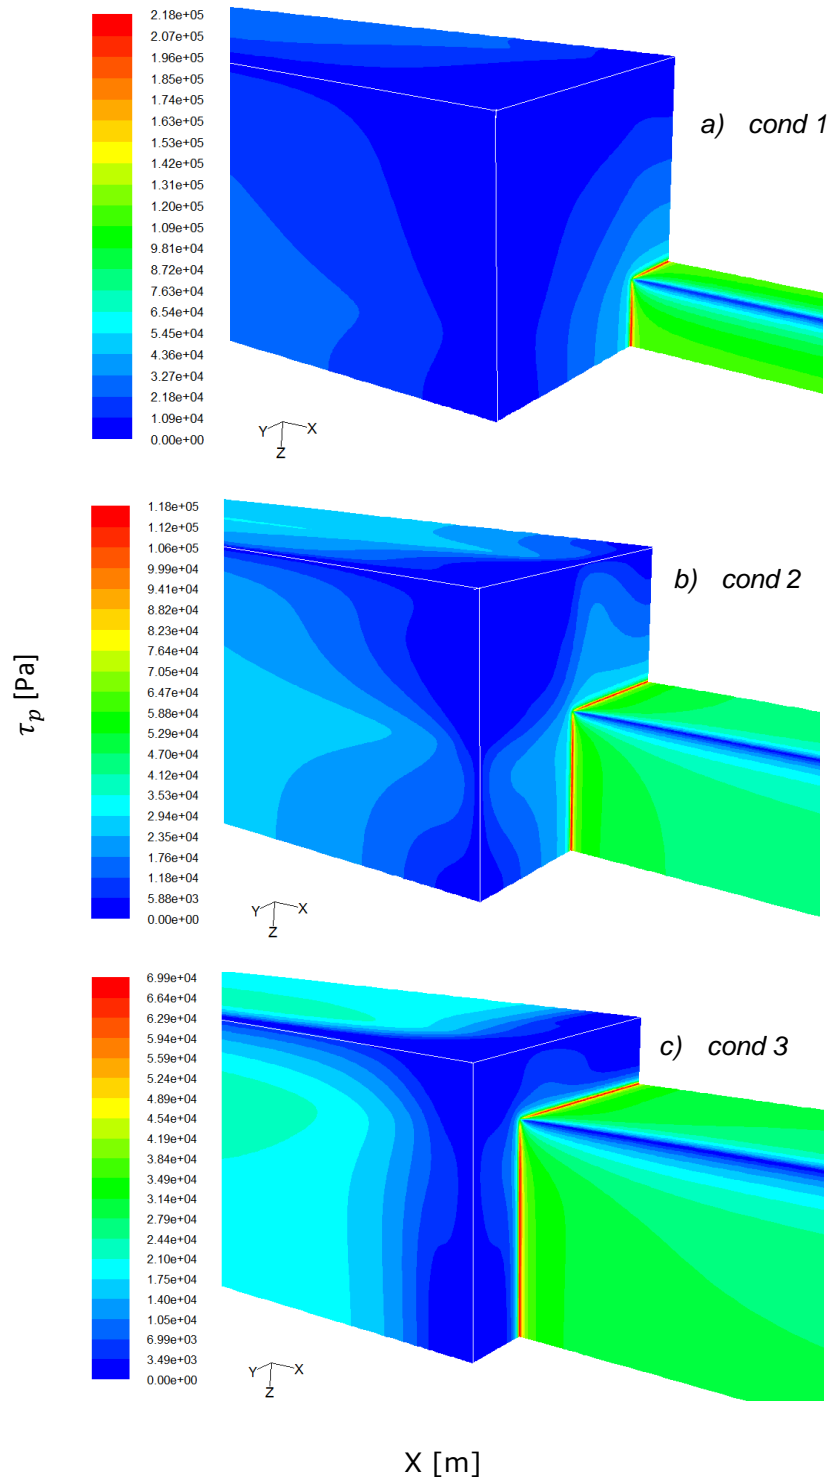 2.18e+05
2.07e+05
1.96e+05
1.85e+05
1.74e+05
1.63e+05
1.53e+05
1.42e+05
1.31e+05
1.20e+05
1.09e+05
9.81e+04
8.72e+04
7.63e+04
6.54e+04
5.45e+04
4.36e+04
3.27e+04
2.18e+04
1.09e+04
0.00e+00
a) cond 1
Y X
Z
1.18e+05
1.12e+05
1.06e+05
9.99e+04
9.41e+04
8.82e+04
8.23e+04
7.64e+04
7.05e+04
6.47e+04
5.88e+04
5.29e+04
4.70e+04
4.12e+04
3.53e+04
2.94e+04
2.35e+04
1.76e+04
1.18e+04
5.88e+03
0.00e+00
b) cond 2
Y X
Z
τp [Pa]
6.99e+04
6.64e+04
6.29e+04
5.94e+04
5.59e+04
5.24e+04
4.89e+04
4.54e+04
4.19e+04
3.84e+04
3.49e+04
3.14e+04
2.79e+04
2.44e+04
2.10e+04
1.75e+04
1.40e+04
1.05e+04
6.99e+03
3.49e+03
0.00e+00
c) cond 3
Y X
Z
X [m]